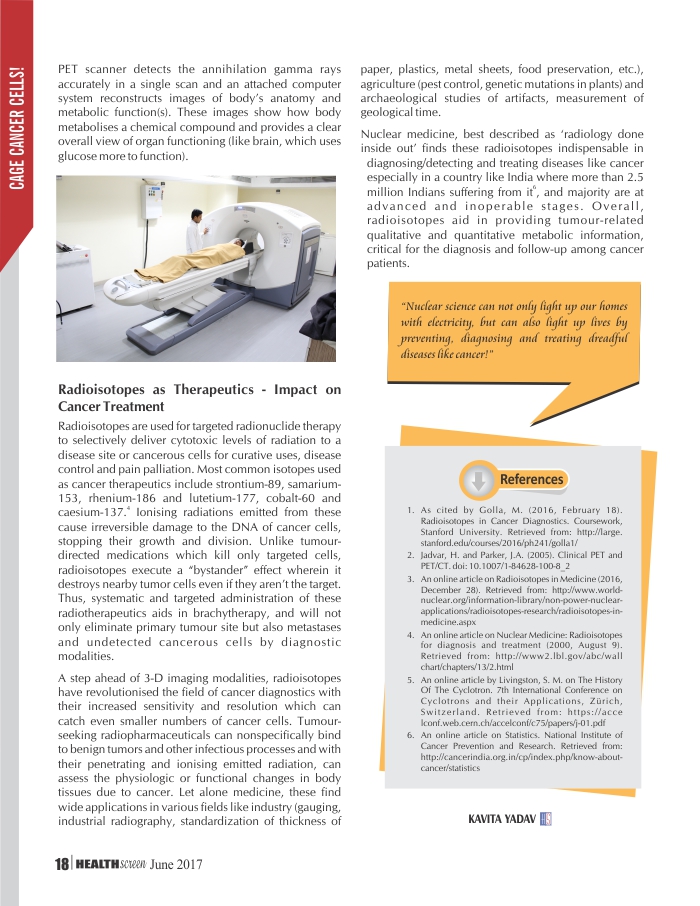 CAGE CANCER CELLS!
PET scanner detects the annihilation gamma rays
accurately in a single scan and an attached computer
system reconstructs images of body's anatomy and
metabolic function(s). These images show how body
metabolises a chemical compound and provides a clear
overall view of organ functioning (like brain, which uses
glucose more to function).
Radioisotopes as Therapeutics - Impact on
Cancer Treatment
Radioisotopes are used for targeted radionuclide therapy
to selectively deliver cytotoxic levels of radiation to a
disease site or cancerous cells for curative uses, disease
control and pain palliation. Most common isotopes used
as cancer therapeutics include strontium-89, samarium-
153, rhenium-186 and lutetium-177, cobalt-60 and
caesium-137.4 Ionising radiations emitted from these
cause irreversible damage to the DNA of cancer cells,
stopping their growth and division. Unlike tumour-
directed medications which kill only targeted cells,
radioisotopes execute a “bystander” effect wherein it
destroys nearby tumor cells even if they aren't the target.
Thus, systematic and targeted administration of these
radiotherapeutics aids in brachytherapy, and will not
only eliminate primary tumour site but also metastases
and undetected cancerous cells by diagnostic
modalities.
A step ahead of 3-D imaging modalities, radioisotopes
have revolutionised the field of cancer diagnostics with
their increased sensitivity and resolution which can
catch even smaller numbers of cancer cells. Tumour-
seeking radiopharmaceuticals can nonspecifically bind
to benign tumors and other infectious processes and with
their penetrating and ionising emitted radiation, can
assess the physiologic or functional changes in body
tissues due to cancer. Let alone medicine, these find
wide applications in various fields like industry (gauging,
industrial radiography, standardization of thickness of
paper, plastics, metal sheets, food preservation, etc.),
agriculture (pest control, genetic mutations in plants) and
archaeological studies of artifacts, measurement of
geological time.
Nuclear medicine, best described as ‘radiology done
inside out’ finds these radioisotopes indispensable in
diagnosing/detecting and treating diseases like cancer
especially in a country like India where more than 2.5
million Indians suffering from it6, and majority are at
advanced and inoperable stages. Overall,
radioisotopes aid in providing tumour-related
qualitative and quantitative metabolic information,
critical for the diagnosis and follow-up among cancer
patients.
“Nuclear science can not only light up our homes
with electricity, but can also light up lives by
preventing, diagnosing and treating dreadful
diseases like cancer!”
References
1. As cited by Golla, M. (2016, February 18).
Radioisotopes in Cancer Diagnostics. Coursework,
Stanford University. Retrieved from: http://large.
stanford.edu/courses/2016/ph241/golla1/
2. Jadvar, H. and Parker, J.A. (2005). Clinical PET and
PET/CT. doi: 10.1007/1-84628-100-8_2
3. An online article on Radioisotopes in Medicine (2016,
December 28). Retrieved from: http://www.world-
nuclear.org/information-library/non-power-nuclear-
applications/radioisotopes-research/radioisotopes-in-
medicine.aspx
4. An online article on Nuclear Medicine: Radioisotopes
for diagnosis and treatment (2000, August 9).
Retrieved from: http://www2.lbl.gov/abc/wall
chart/chapters/13/2.html
5. An online article by Livingston, S. M. on The History
Of The Cyclotron. 7th International Conference on
Cyclotrons and their Applications, Zürich,
Switzerland. Retrieved from: https://acce
lconf.web.cern.ch/accelconf/c75/papers/j-01.pdf
6. An online article on Statistics. National Institute of
Cancer Prevention and Research. Retrieved from:
http://cancerindia.org.in/cp/index.php/know-about-
cancer/statistics
KAVITA YADAV HS
18 HEALTHscreen June 2017